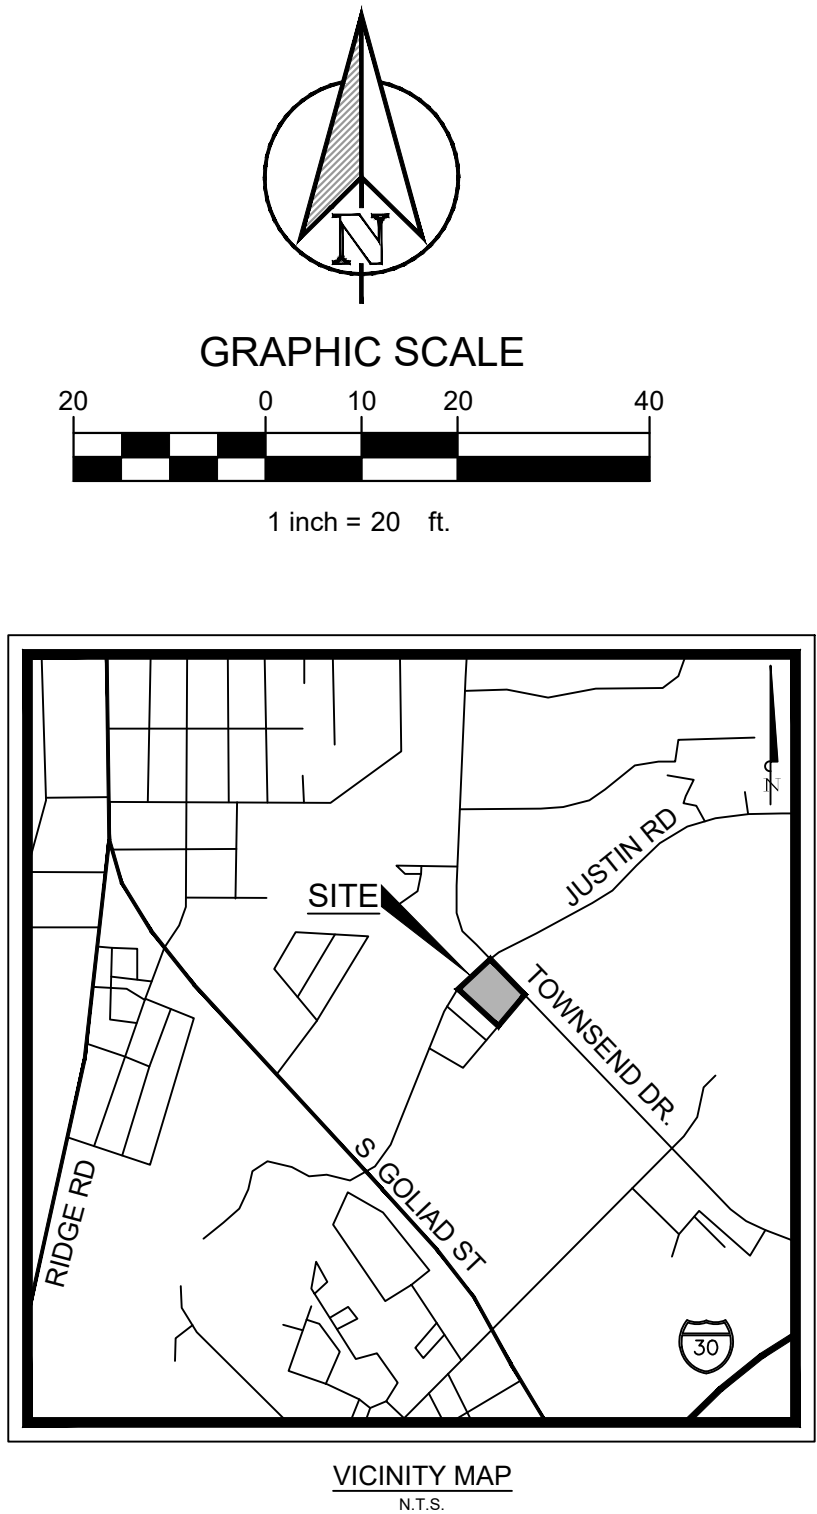 N
GRAPHIC SCALE
20 0 10 20 40
1 inch = 20 ft.
N
JUSTIN RD
SITE
TOWNSEND DR.
S GOLIAD ST
RIDGE RD
30
VICINITY MAP
N.T.S.